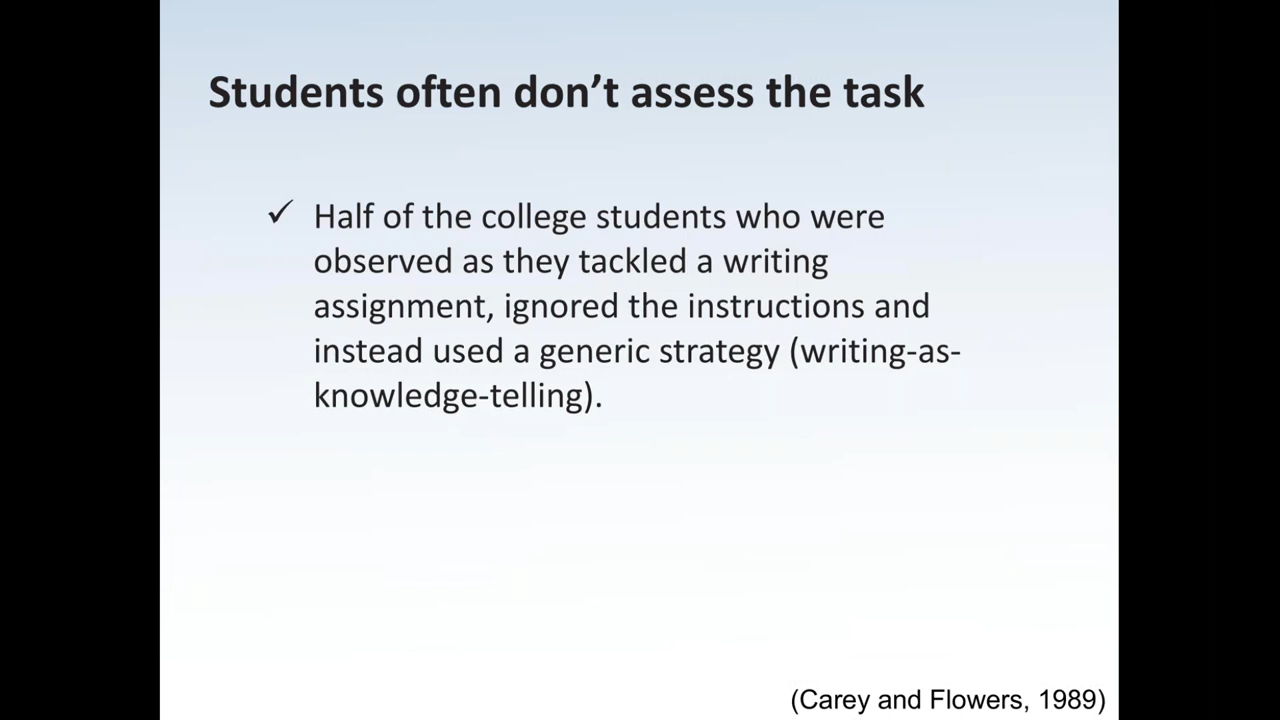 Students often don’t assess the task
✓ Half of the college students who were
observed as they tackled a writing
assignment, ignored the instructions and
instead used a generic strategy (writing-as-
knowledge-telling).
(Carey and Flowers, 1989)